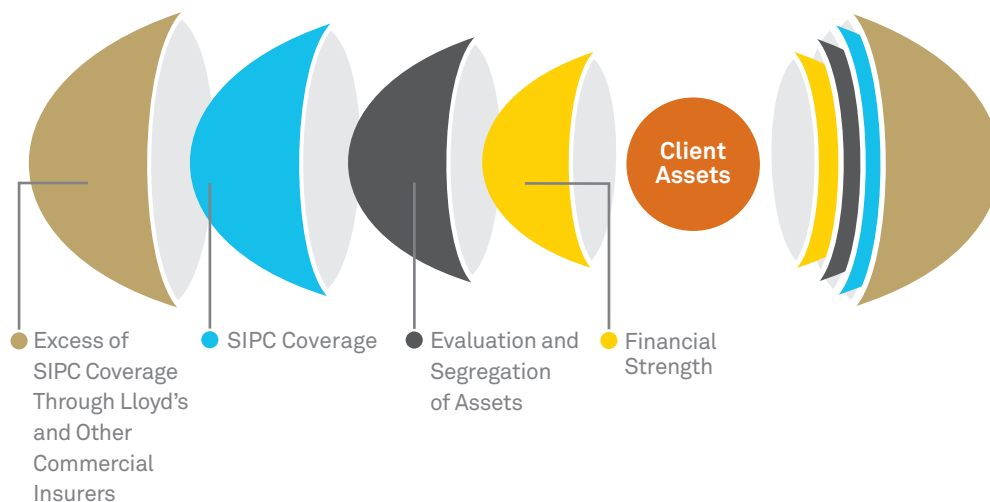 Client
Assets
Excess of
SIPC Coverage
Through Lloyd’s
and Other
Commercial
Insurers
SIPC Coverage
Evaluation and
Segregation
of Assets
Financial
Strength